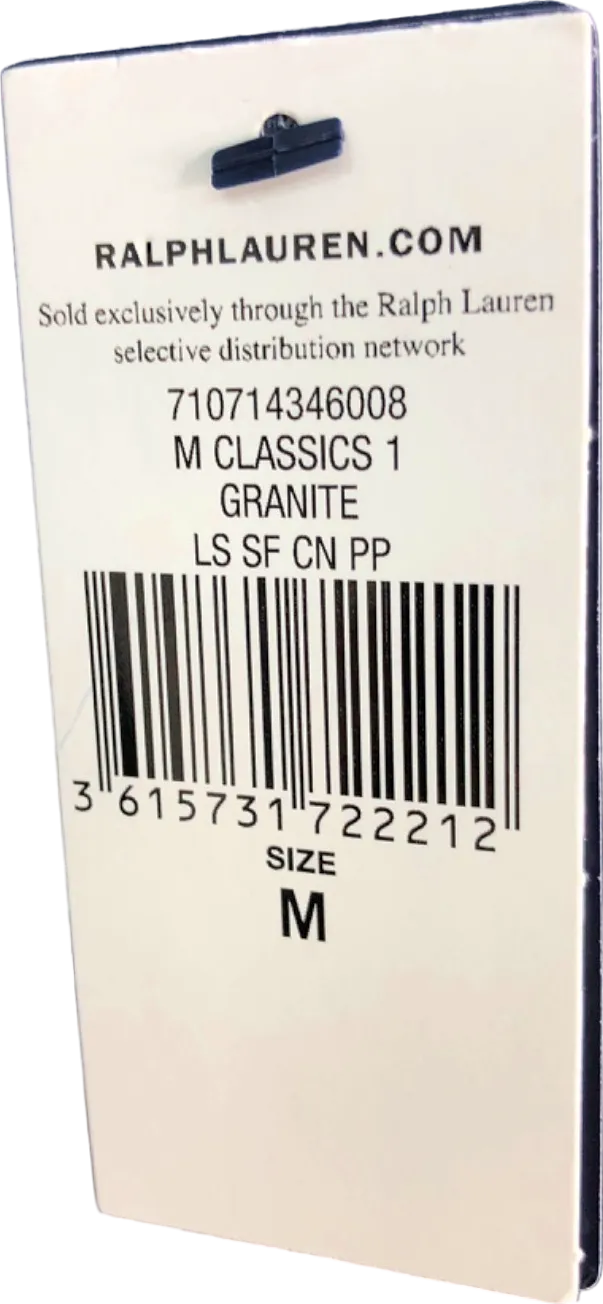 RALPHLAUREN.COM
Sold exclusively through the Ralph Lauren
selective distribution network
710714346008
M CLASSICS 1
GRANITE
LS SF CN PP
3 615731 722212
SIZE
M